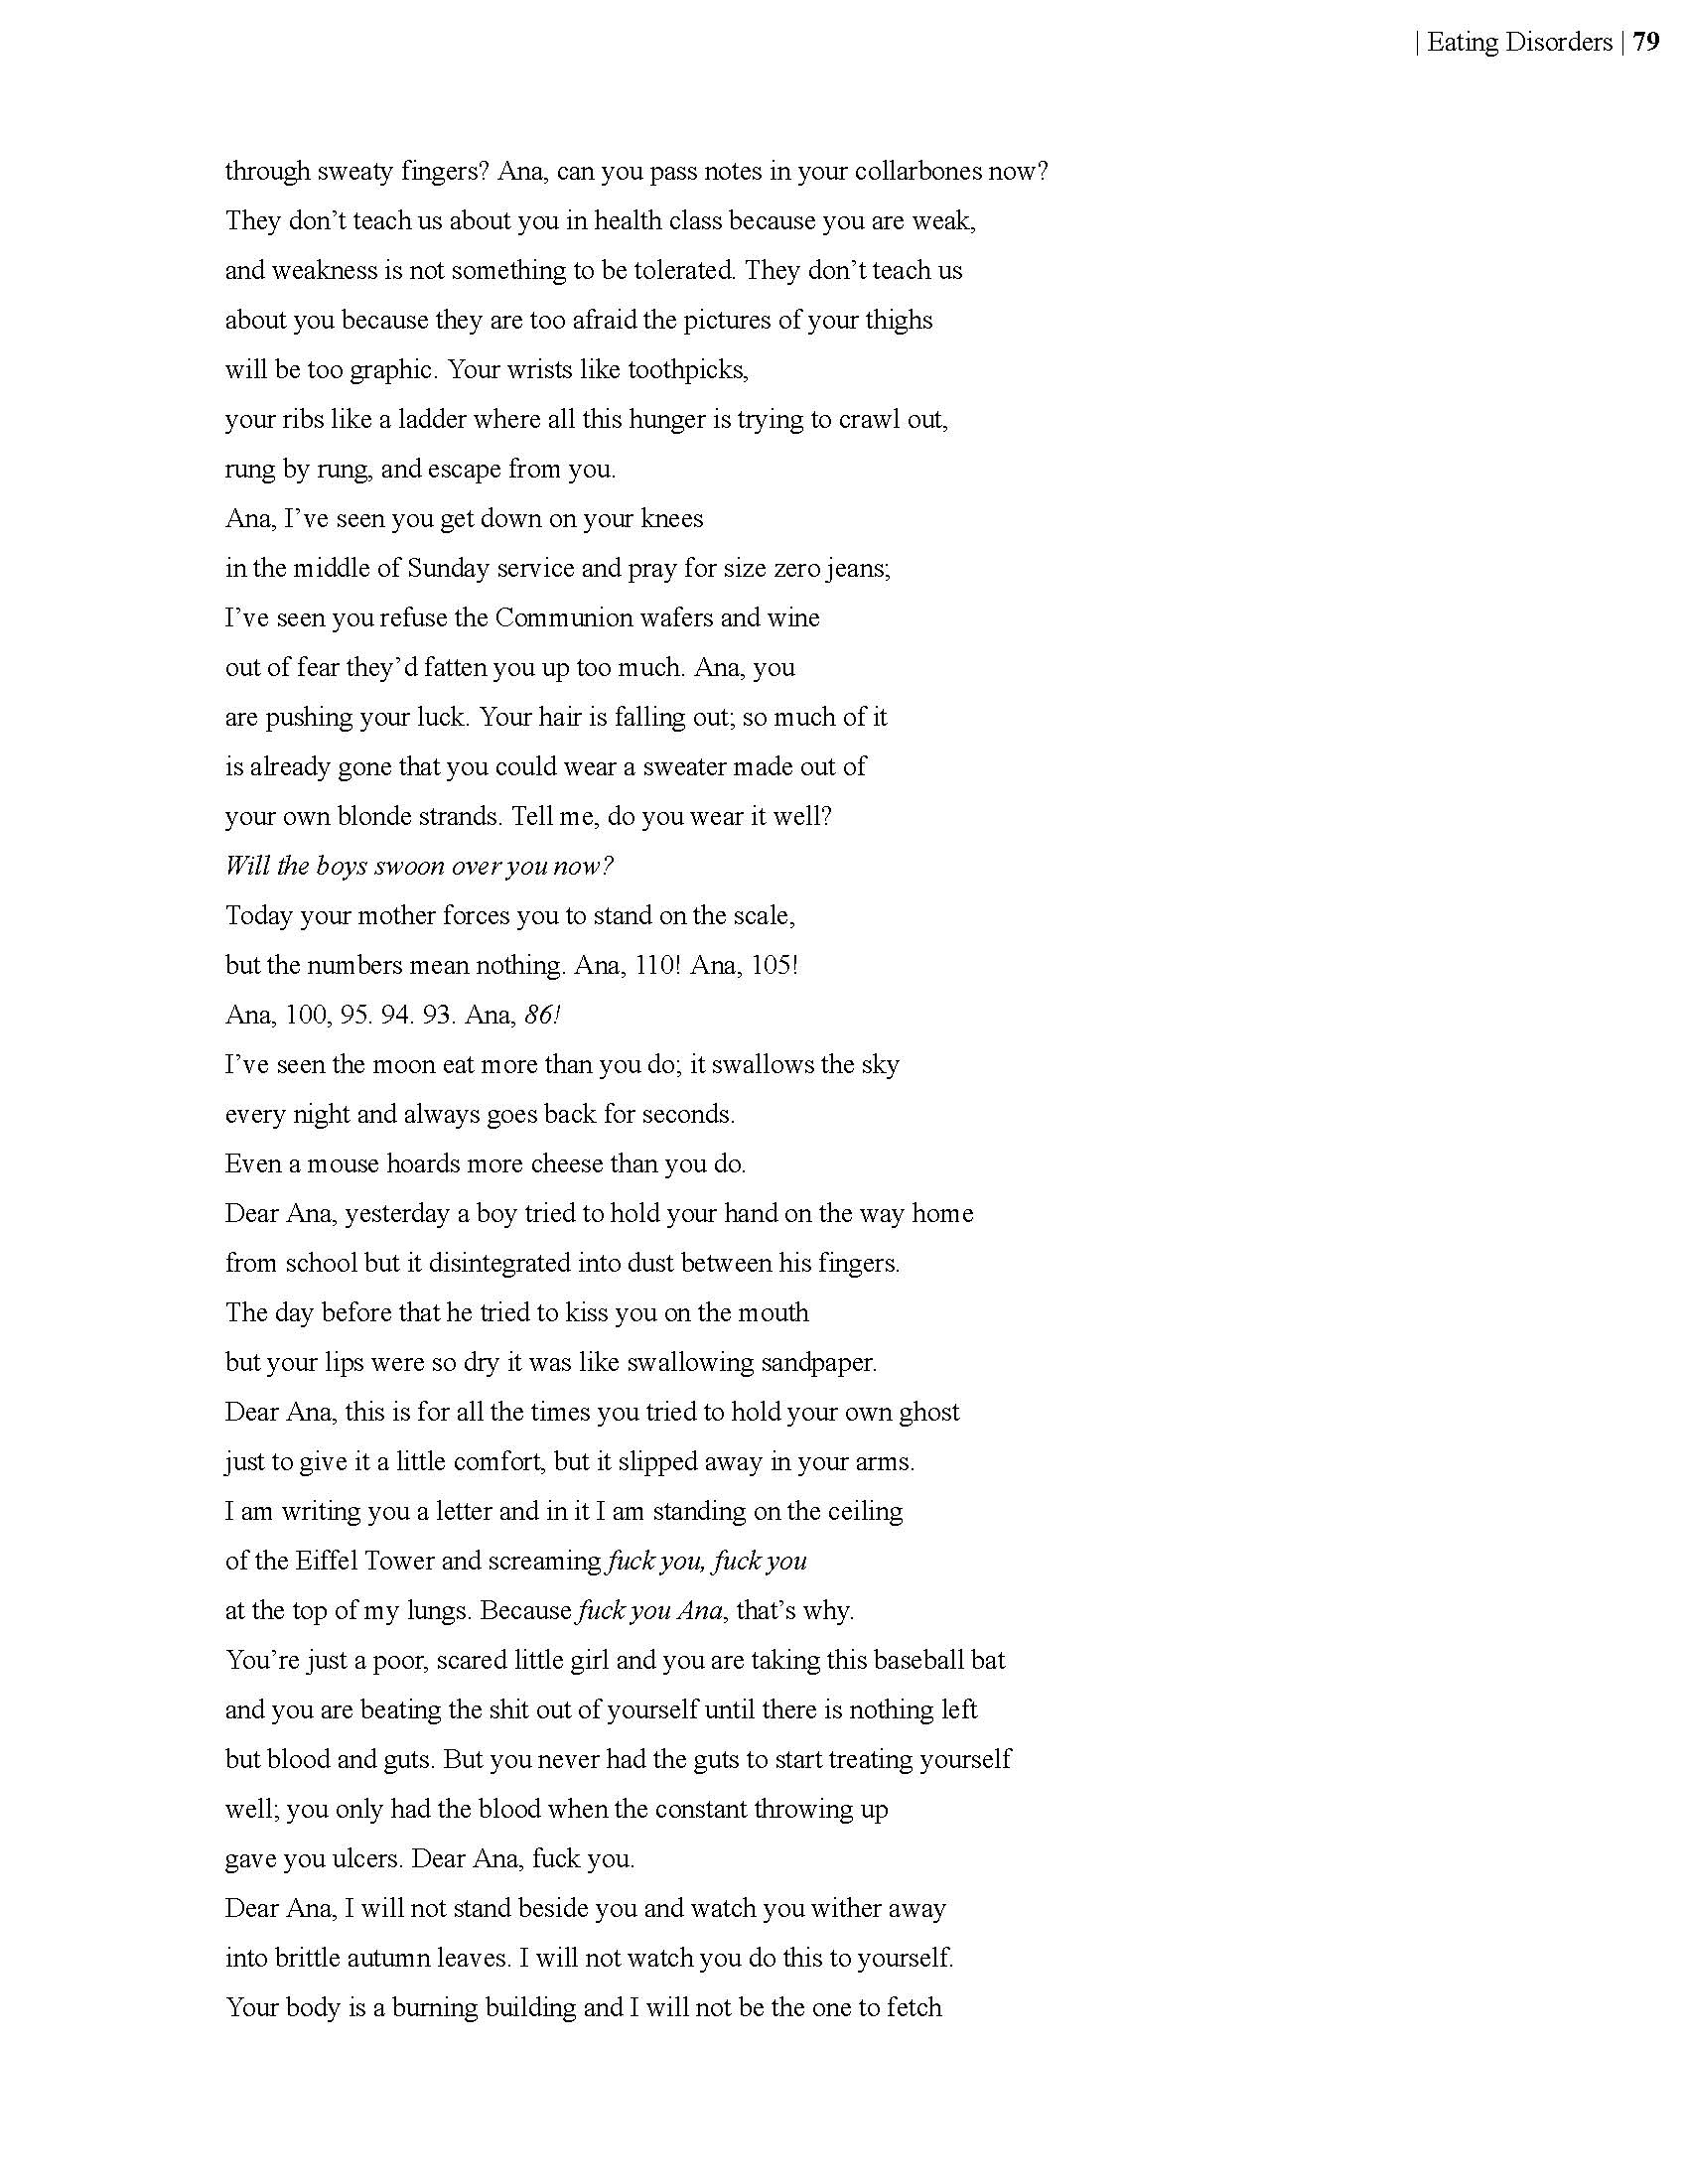 | Eating Disorders | 79
through sweaty fingers? Ana, can you pass notes in your collarbones now?
They don’t teach us about you in health class because you are weak,
and weakness is not something to be tolerated. They don’t teach us
about you because they are too afraid the pictures of your thighs
will be too graphic. Your wrists like toothpicks,
your ribs like a ladder where all this hunger is trying to crawl out,
rung by rung, and escape from you.
Ana, I’ve seen you get down on your knees
in the middle of Sunday service and pray for size zero jeans;
I’ve seen you refuse the Communion wafers and wine
out of fear they’d fatten you up too much. Ana, you
are pushing your luck. Your hair is falling out; so much of it
is already gone that you could wear a sweater made out of
your own blonde strands. Tell me, do you wear it well?
Will the boys swoon over you now?
Today your mother forces you to stand on the scale,
but the numbers mean nothing. Ana, 110! Ana, 105!
Ana, 100, 95. 94. 93. Ana, 86!
I’ve seen the moon eat more than you do; it swallows the sky
every night and always goes back for seconds.
Even a mouse hoards more cheese than you do.
Dear Ana, yesterday a boy tried to hold your hand on the way home
from school but it disintegrated into dust between his fingers.
The day before that he tried to kiss you on the mouth
but your lips were so dry it was like swallowing sandpaper.
Dear Ana, this is for all the times you tried to hold your own ghost
just to give it a little comfort, but it slipped away in your arms.
I am writing you a letter and in it I am standing on the ceiling
of the Eiffel Tower and screaming fuck you, fuck you
at the top of my lungs. Because fuck you Ana, that’s why.
You’re just a poor, scared little girl and you are taking this baseball bat
and you are beating the shit out of yourself until there is nothing left
but blood and guts. But you never had the guts to start treating yourself
well; you only had the blood when the constant throwing up
gave you ulcers. Dear Ana, fuck you.
Dear Ana, I will not stand beside you and watch you wither away
into brittle autumn leaves. I will not watch you do this to yourself.
Your body is a burning building and I will not be the one to fetch